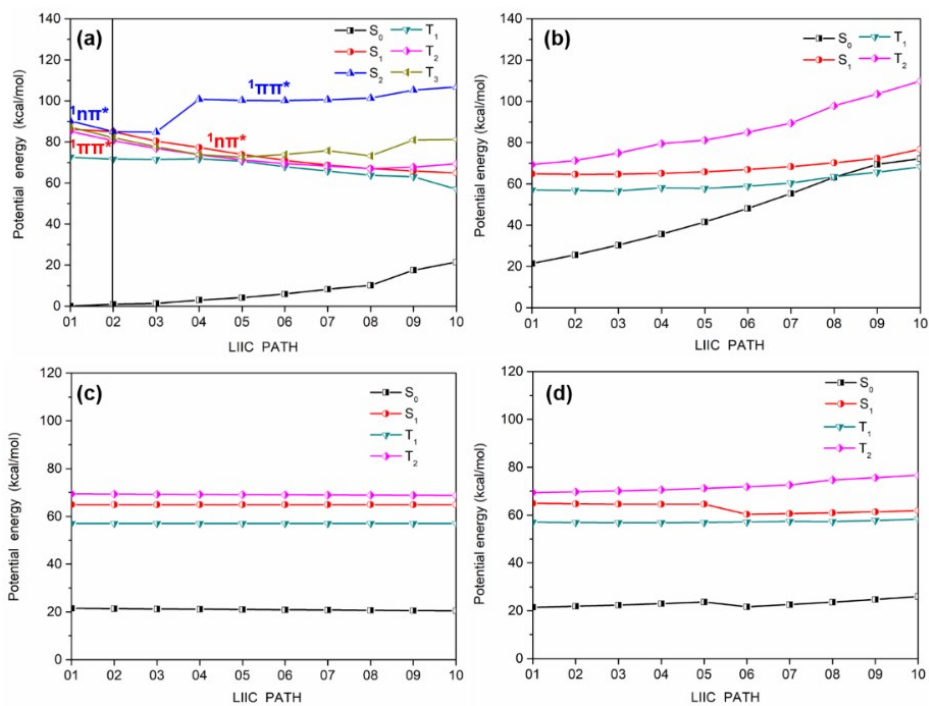 (a)
S₀ T₁
S₁ T₂
S₂ T₃
¹nπ*
¹ππ*
¹ππ*
¹nπ*
Potential energy (kcal/mol)
140
120
100
80
60
40
20
0
01 02 03 04 05 06 07 08 09 10
LIIC PATH
(b)
S₀ T₁
S₁
T₂
Potential energy (kcal/mol)
140
120
100
80
60
40
20
0
01 02 03 04 05 06 07 08 09 10
LIIC PATH
(c)
S₀
S₁
T₁
T₂
Potential energy (kcal/mol)
120
100
80
60
40
20
0
01 02 03 04 05 06 07 08 09 10
LIIC PATH
(d)
S₀
S₁
T₁
T₂
Potential energy (kcal/mol)
120
100
80
60
40
20
0
01 02 03 04 05 06 07 08 09 10
LIIC PATH